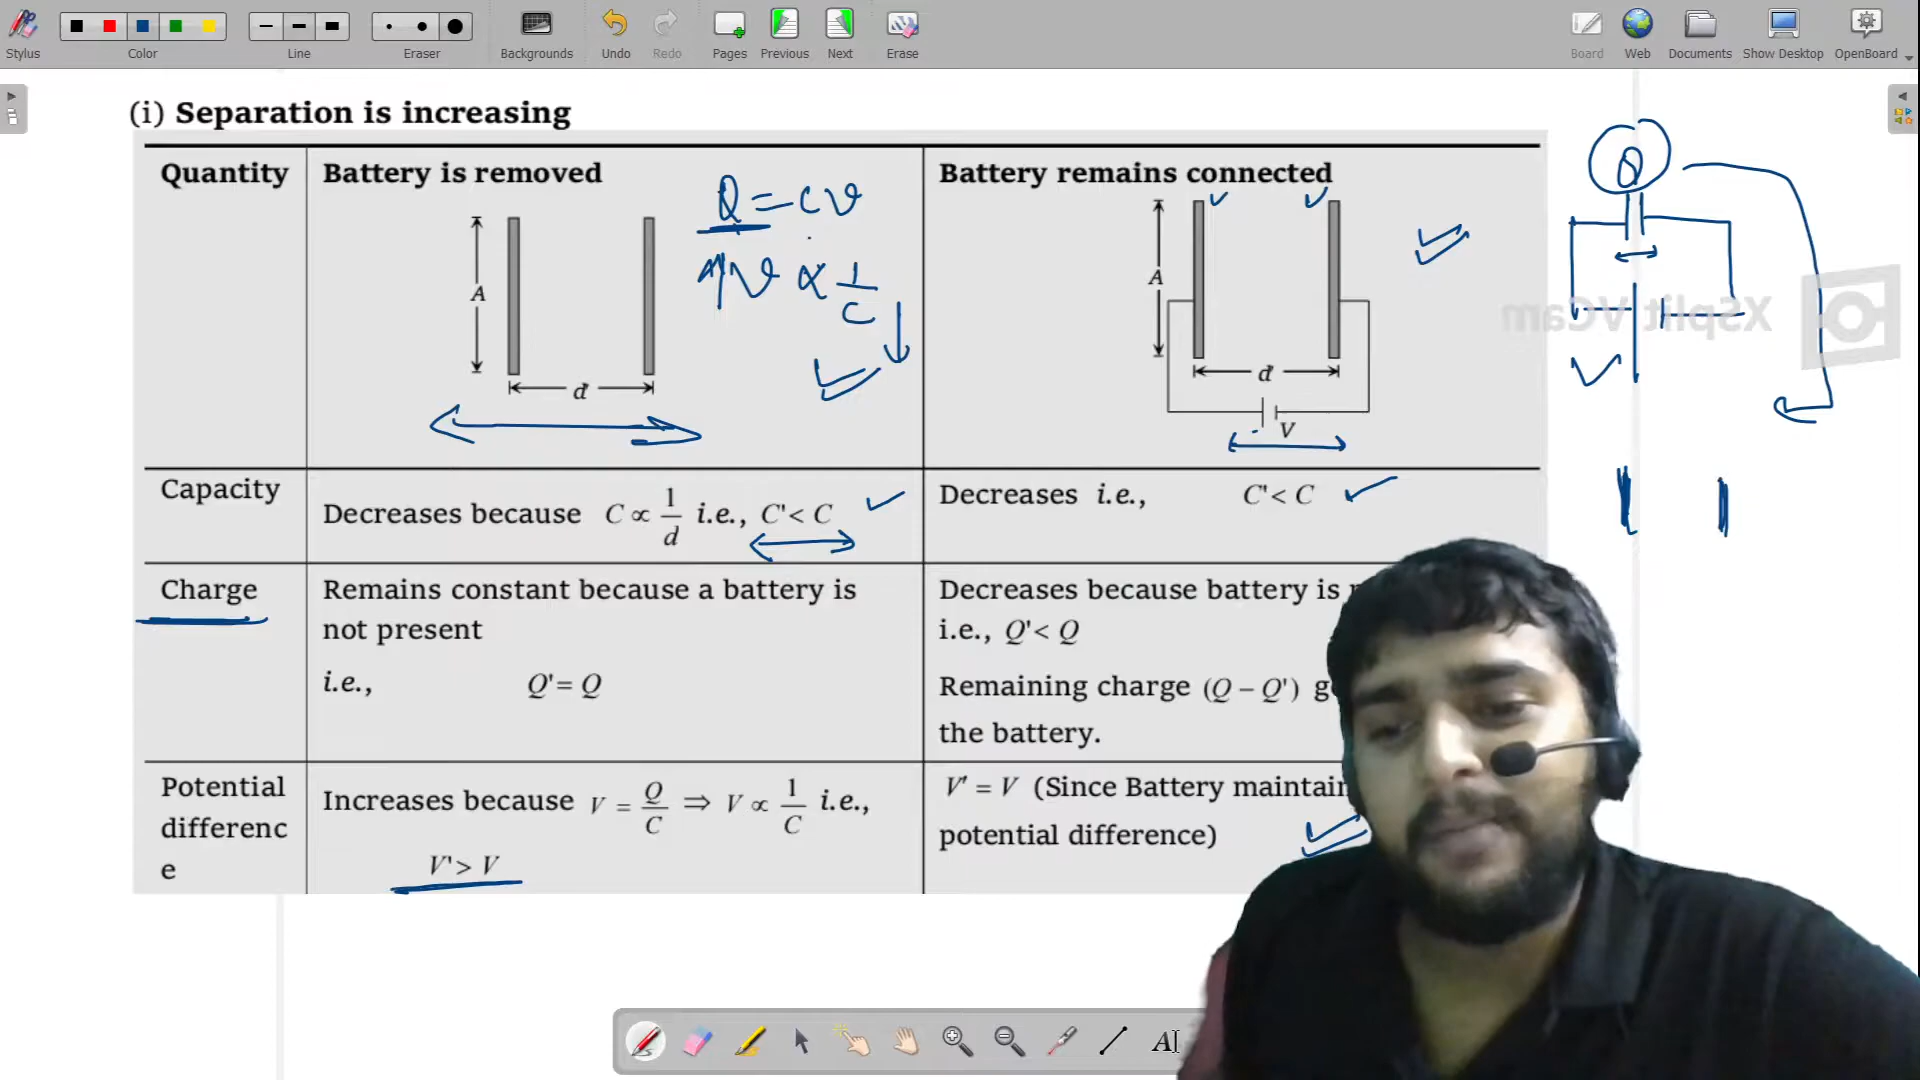 Stylus
Color
Line
Eraser
Backgrounds
Undo
Redo
Pages
Previous
Next
Erase
Board
Web
Documents
Show Desktop
OpenBoard
(i) Separation is increasing
Quantity
Battery is removed
Battery remains connected
A
d
Q = CV
↑V ∝ 1/C ↓
A
d
V
Q
XSplit VCam
Capacity
Decreases because C ∝ 1/d i.e., C' < C
Decreases i.e., C' < C
Charge
Remains constant because a battery is
not present
i.e., Q' = Q
Decreases because battery is
i.e., Q' < Q
Remaining charge (Q – Q')
the battery.
Potential
differenc
e
Increases because V = Q/C ⇒ V ∝ 1/C i.e.,
V' > V
V' = V (Since Battery maintain
potential difference)
A